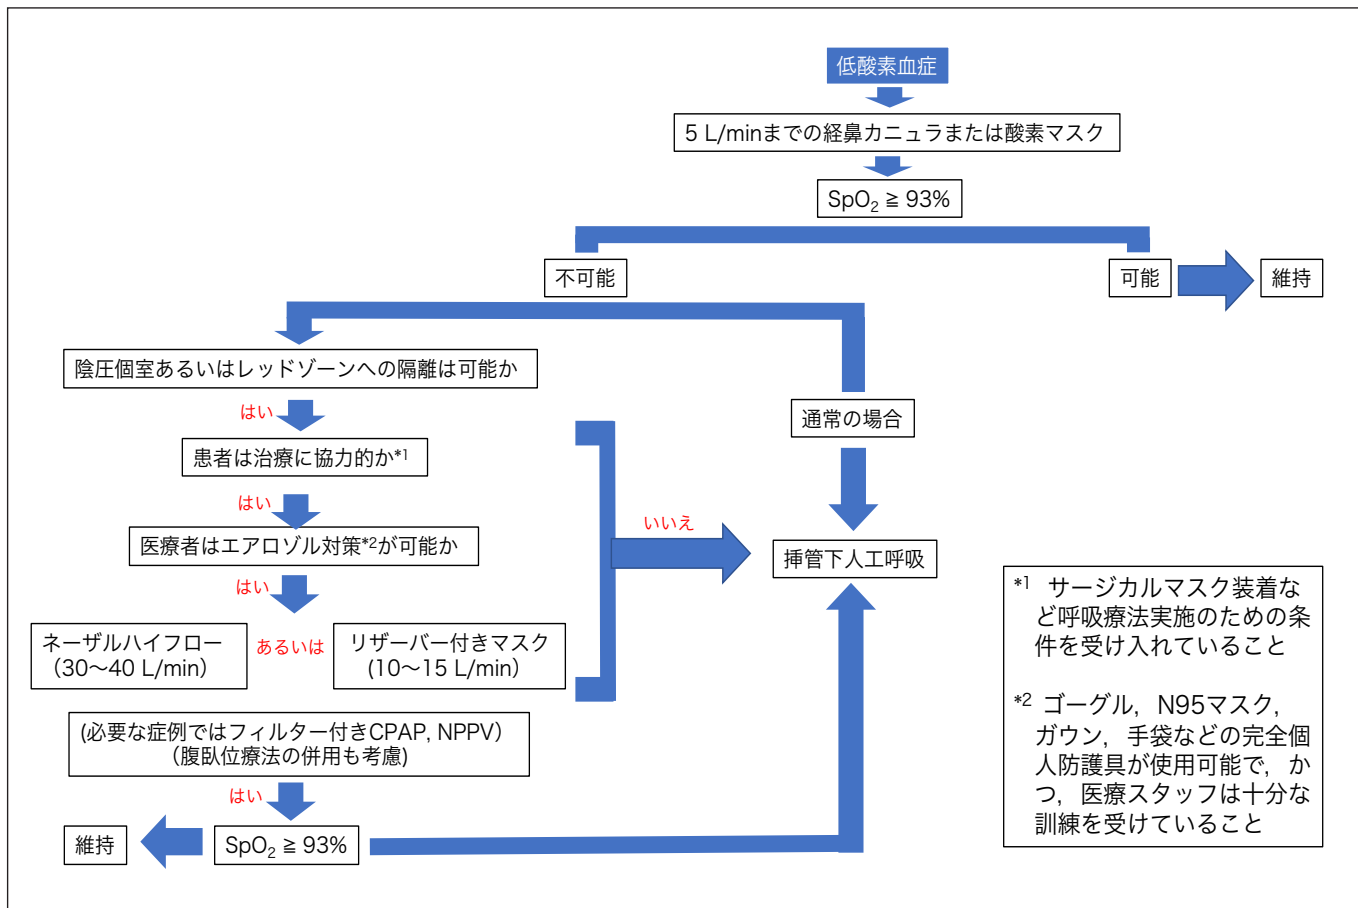 低酸素血症
5 L/minまでの経鼻カニュラまたは酸素マスク
SpO₂ ≧ 93%
不可能
可能
維持
陰圧個室あるいはレッドゾーンへの隔離は可能か
はい
通常の場合
患者は治療に協力的か*1
はい
いいえ
医療者はエアロゾル対策*2が可能か
挿管下人工呼吸
はい
ネーザルハイフロー
(30〜40 L/min)
あるいは
リザーバー付きマスク
(10〜15 L/min)
(必要な症例ではフィルター付きCPAP, NPPV)
(腹臥位療法の併用も考慮)
はい
維持
SpO₂ ≧ 93%
*1 サージカルマスク装着な
ど呼吸療法実施のための条
件を受け入れていること
*2 ゴーグル，N95マスク，
ガウン，手袋などの完全個
人防護具が使用可能で，か
つ，医療スタッフは十分な
訓練を受けていること